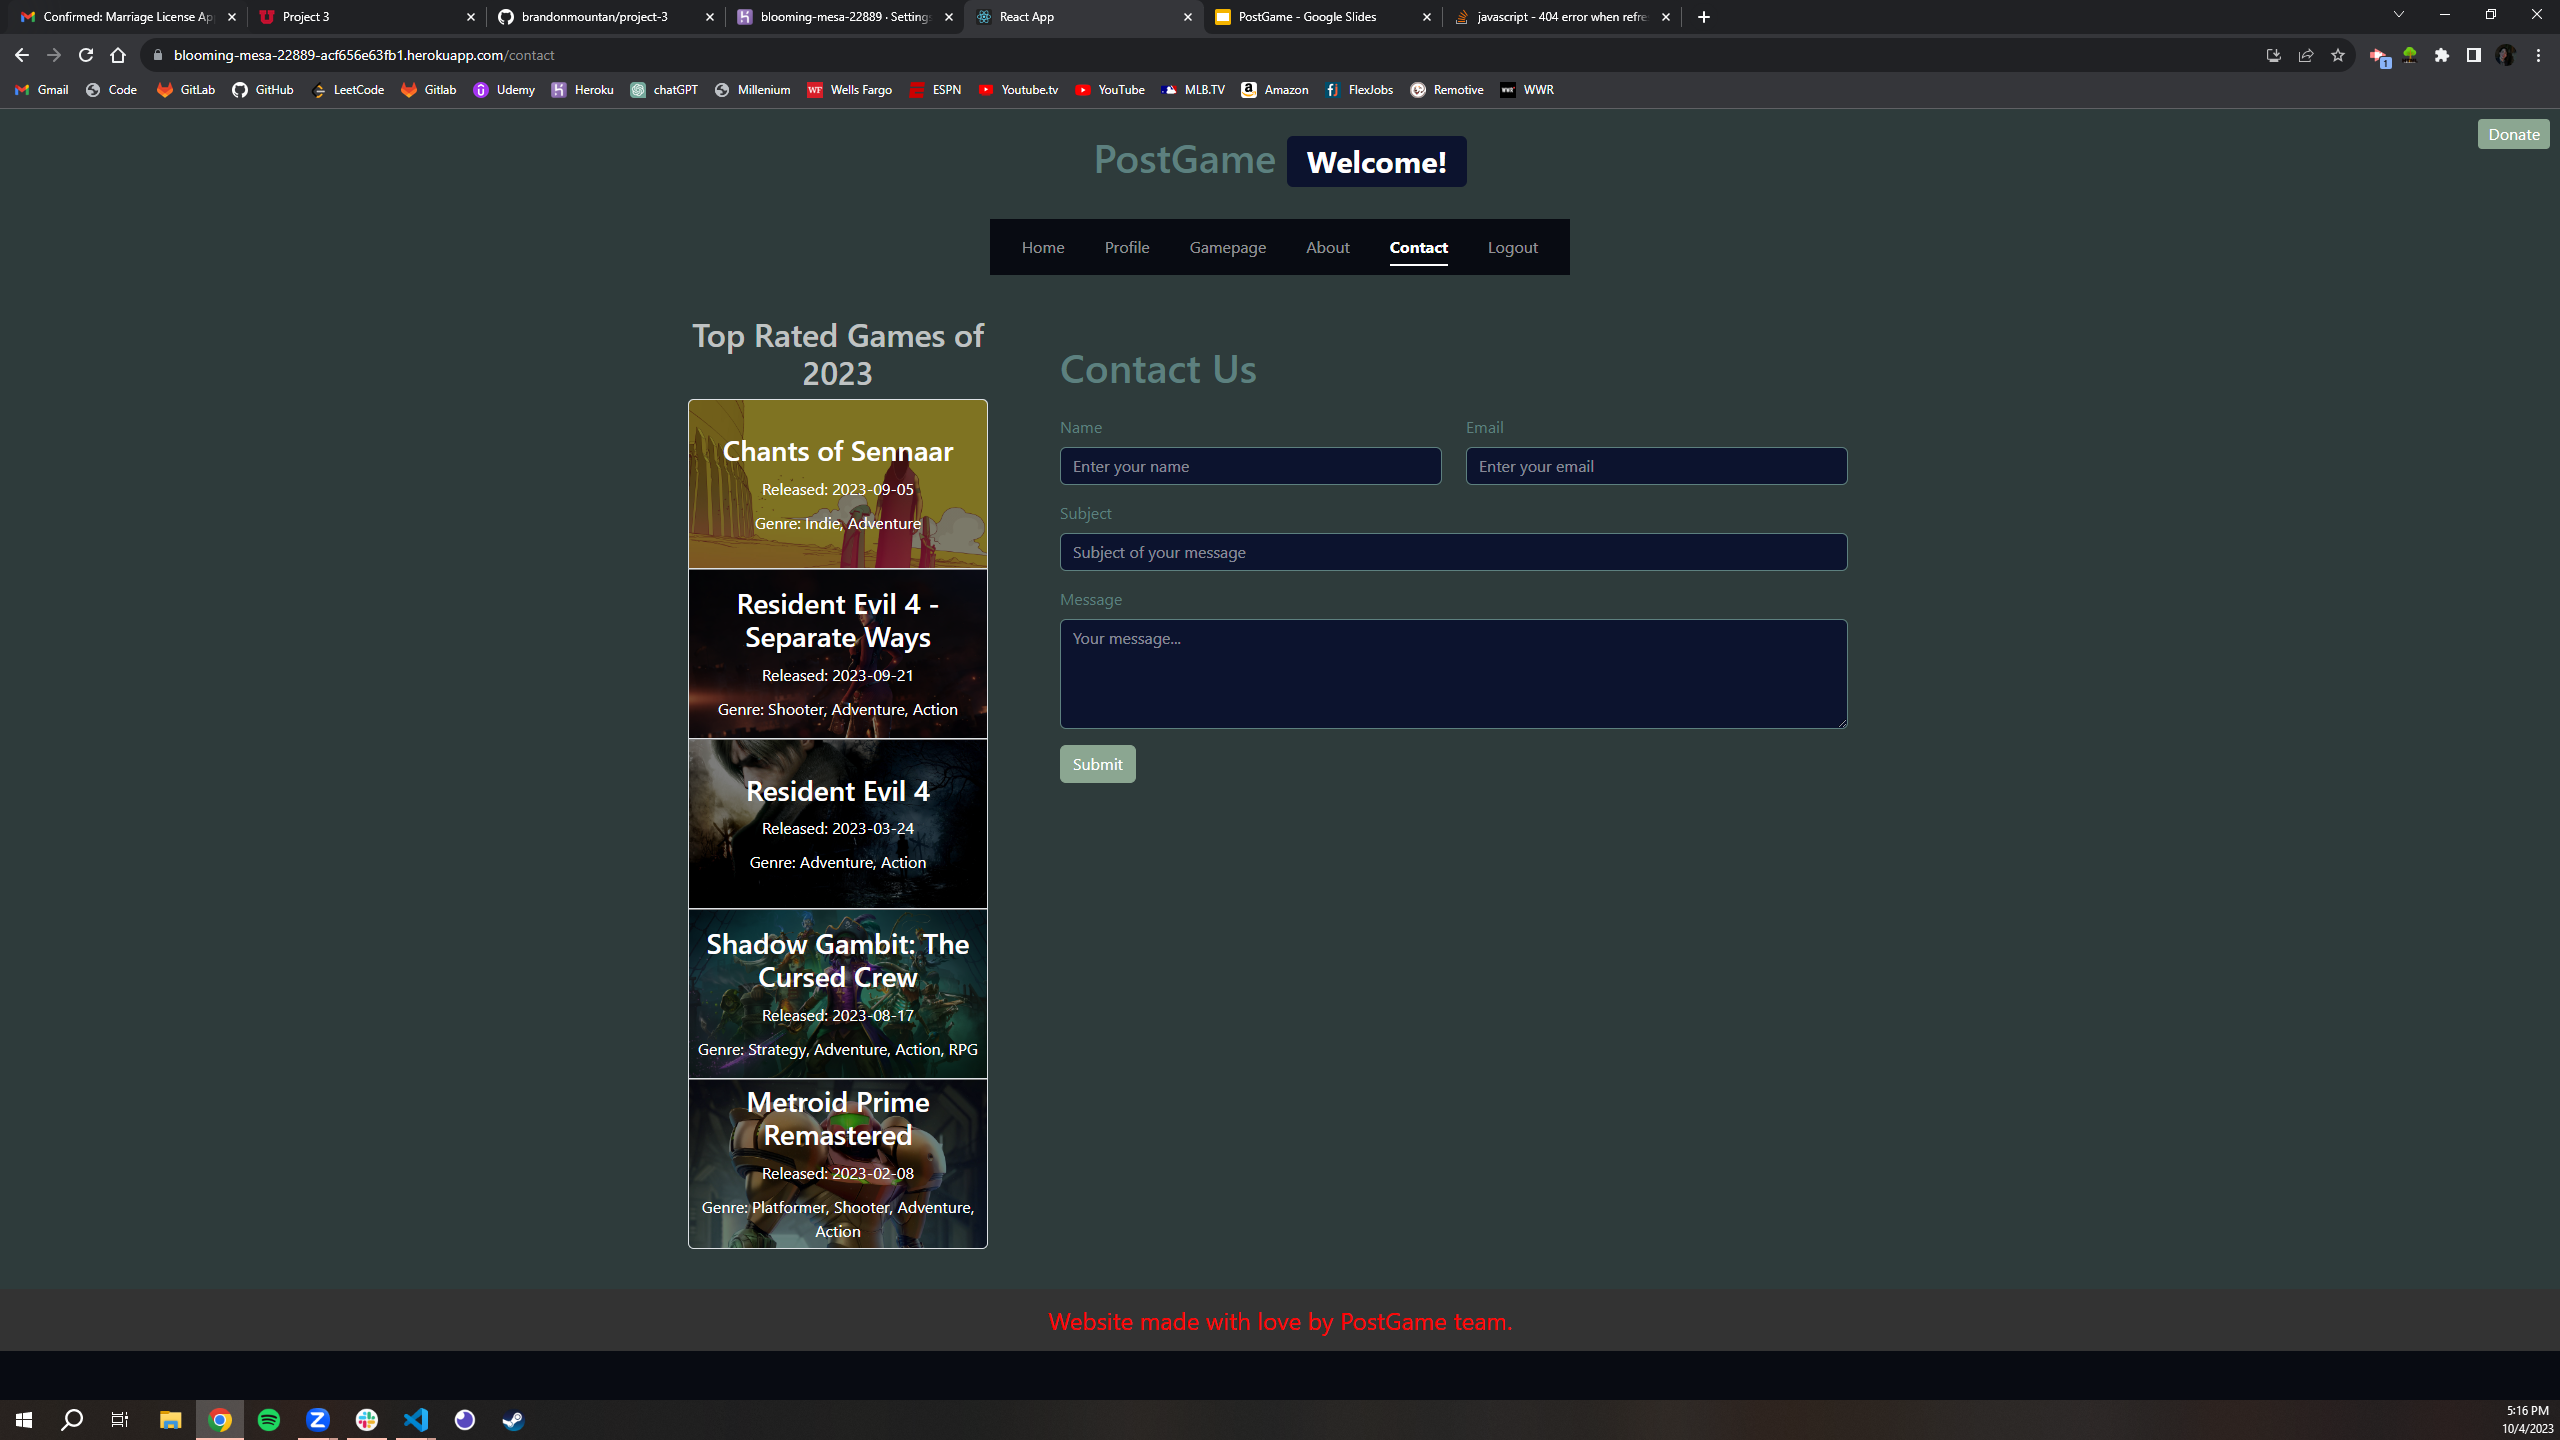 Confirmed: Marriage License Ap
Project 3
brandonmountan/project-3
blooming-mesa-22889 · Settings
React App
PostGame - Google Slides
javascript - 404 error when refre
blooming-mesa-22889-acf656e63fb1.herokuapp.com/contact
1
Gmail
Code
GitLab
GitHub
LeetCode
Gitlab
Udemy
Heroku
chatGPT
Millenium
WF
Wells Fargo
ESPN
Youtube.tv
YouTube
MLB.TV
Amazon
FlexJobs
Remotive
WWR
Donate
PostGame Welcome!
Home Profile Gamepage About Contact Logout
Top Rated Games of
2023
Chants of Sennaar
Released: 2023-09-05
Genre: Indie, Adventure
Resident Evil 4 -
Separate Ways
Released: 2023-09-21
Genre: Shooter, Adventure, Action
Resident Evil 4
Released: 2023-03-24
Genre: Adventure, Action
Shadow Gambit: The
Cursed Crew
Released: 2023-08-17
Genre: Strategy, Adventure, Action, RPG
Metroid Prime
Remastered
Released: 2023-02-08
Genre: Platformer, Shooter, Adventure,
Action
Contact Us
Name
Enter your name
Email
Enter your email
Subject
Subject of your message
Message
Your message...
Submit
Website made with love by PostGame team.
5:16 PM
10/4/2023